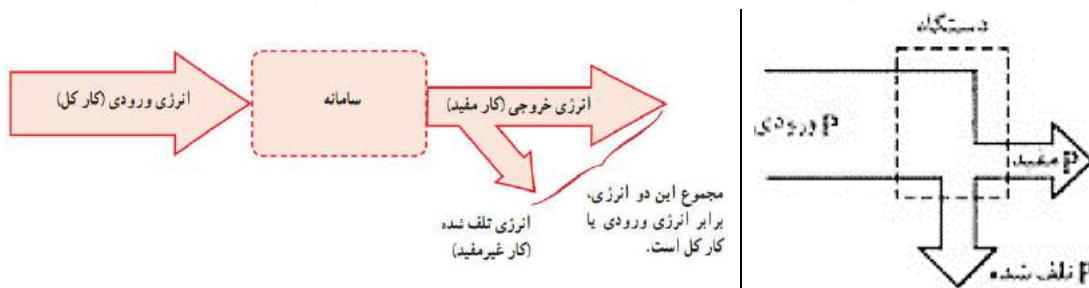 انرژی ورودی (کار کل)
سامانه
انرژی خروجی (کار مفید)
انرژی تلف شده
(کار غیرمفید)
مجموع این دو انرژی،
برابر انرژی ورودی یا
کار کل است.
دستگاه
P ورودی
P مفید
P تلف شده